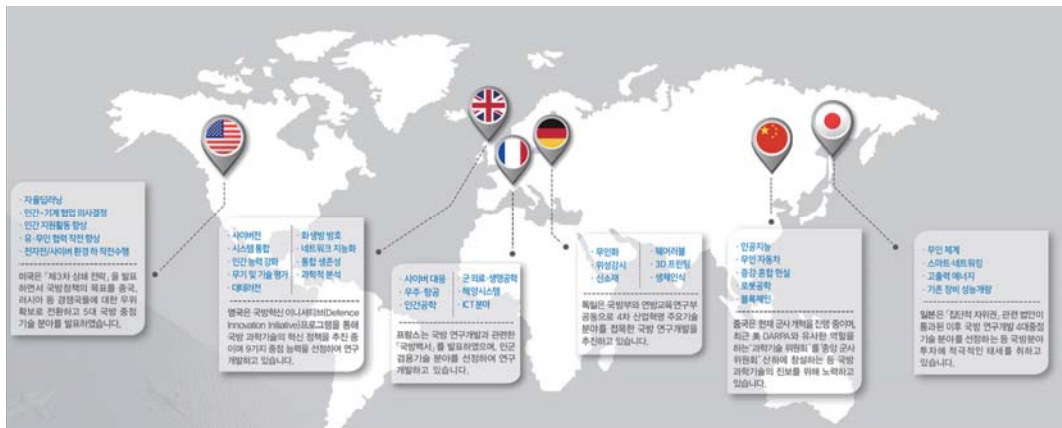 · 자율딥러닝
· 인간-기계 협업 의사결정
· 인간 지원활동 향상
· 유·무인 협력 작전 향상
· 전자전/사이버 환경 하 작전수행
미국은 「제3차 상쇄 전략」을 발표
하면서 국방정책의 목표를 중국,
러시아 등 경쟁국들에 대한 우위
확보로 전환하고 5대 국방 중점
기술 분야를 발표하였습니다.
· 사이버전
· 시스템 통합
· 인간 능력 강화
· 무기 및 기술 평가
· 대테러전
· 화생방 방호
· 네트워크 지능화
· 통합 생존성
· 과학적 분석
영국은 국방혁신 이니셔티브(Defence
Innovation Initiative)프로그램을 통해
국방 과학기술의 혁신 정책을 추진 중
이며 9가지 중점 능력을 선정하여 연구
개발하고 있습니다.
· 사이버 대응
· 우주·항공
· 인간공학
· 군 의료·생명공학
· 해양시스템
· ICT 분야
프랑스는 국방 연구개발과 관련한
「국방백서」를 발표하였으며, 민군
겸용기술 분야를 선정하여 연구
개발하고 있습니다.
· 무인화
· 위성감시
· 신소재
· 웨어러블
· 3D 프린팅
· 생체인식
독일은 국방부와 연방교육연구부
공동으로 4차 산업혁명 주요기술
분야를 접목한 국방 연구개발을
추진하고 있습니다.
· 인공지능
· 무인 자동차
· 증강 혼합 현실
· 로봇공학
· 블록체인
중국은 현재 군사개혁을 진행 중이며,
최근 美 DARPA와 유사한 역할을
하는 '과학기술 위원회'를 '중앙 군사
위원회' 산하에 창설하는 등 국방
과학기술의 진보를 위해 노력하고
있습니다.
· 무인 체계
· 스마트 네트워킹
· 고출력 에너지
· 기존 장비 성능개량
일본은 「집단적 자위권」 관련 법안이
통과된 이후 국방 연구개발 4대중점
기술 분야를 선정하는 등 국방분야
투자에 적극적인 태세를 취하고
있습니다.